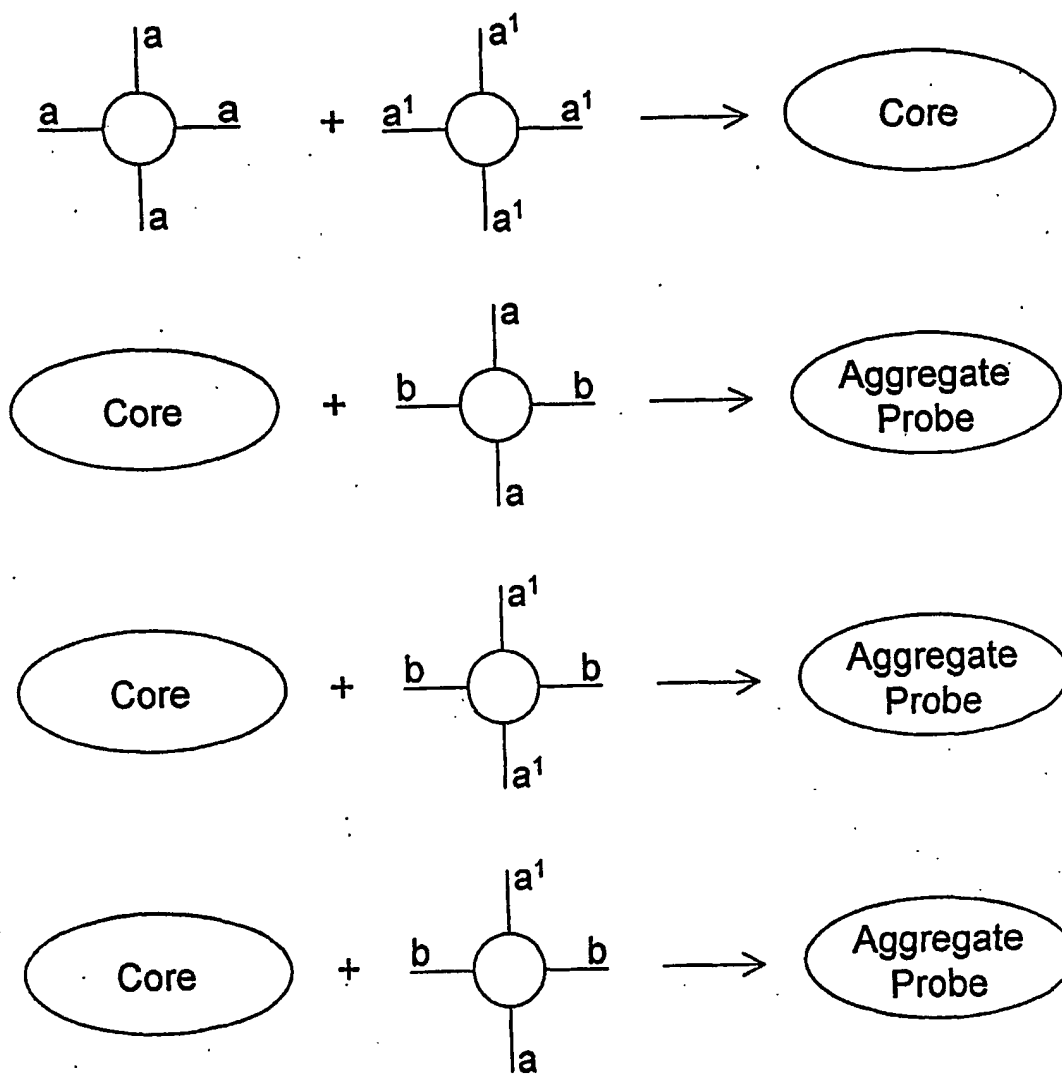 a a¹
a a + a¹ a¹ Core
a a¹
a
Core + b b Aggregate
Probe
a
a¹
Core + b b Aggregate
Probe
a¹
a¹
Core + b b Aggregate
Probe
a